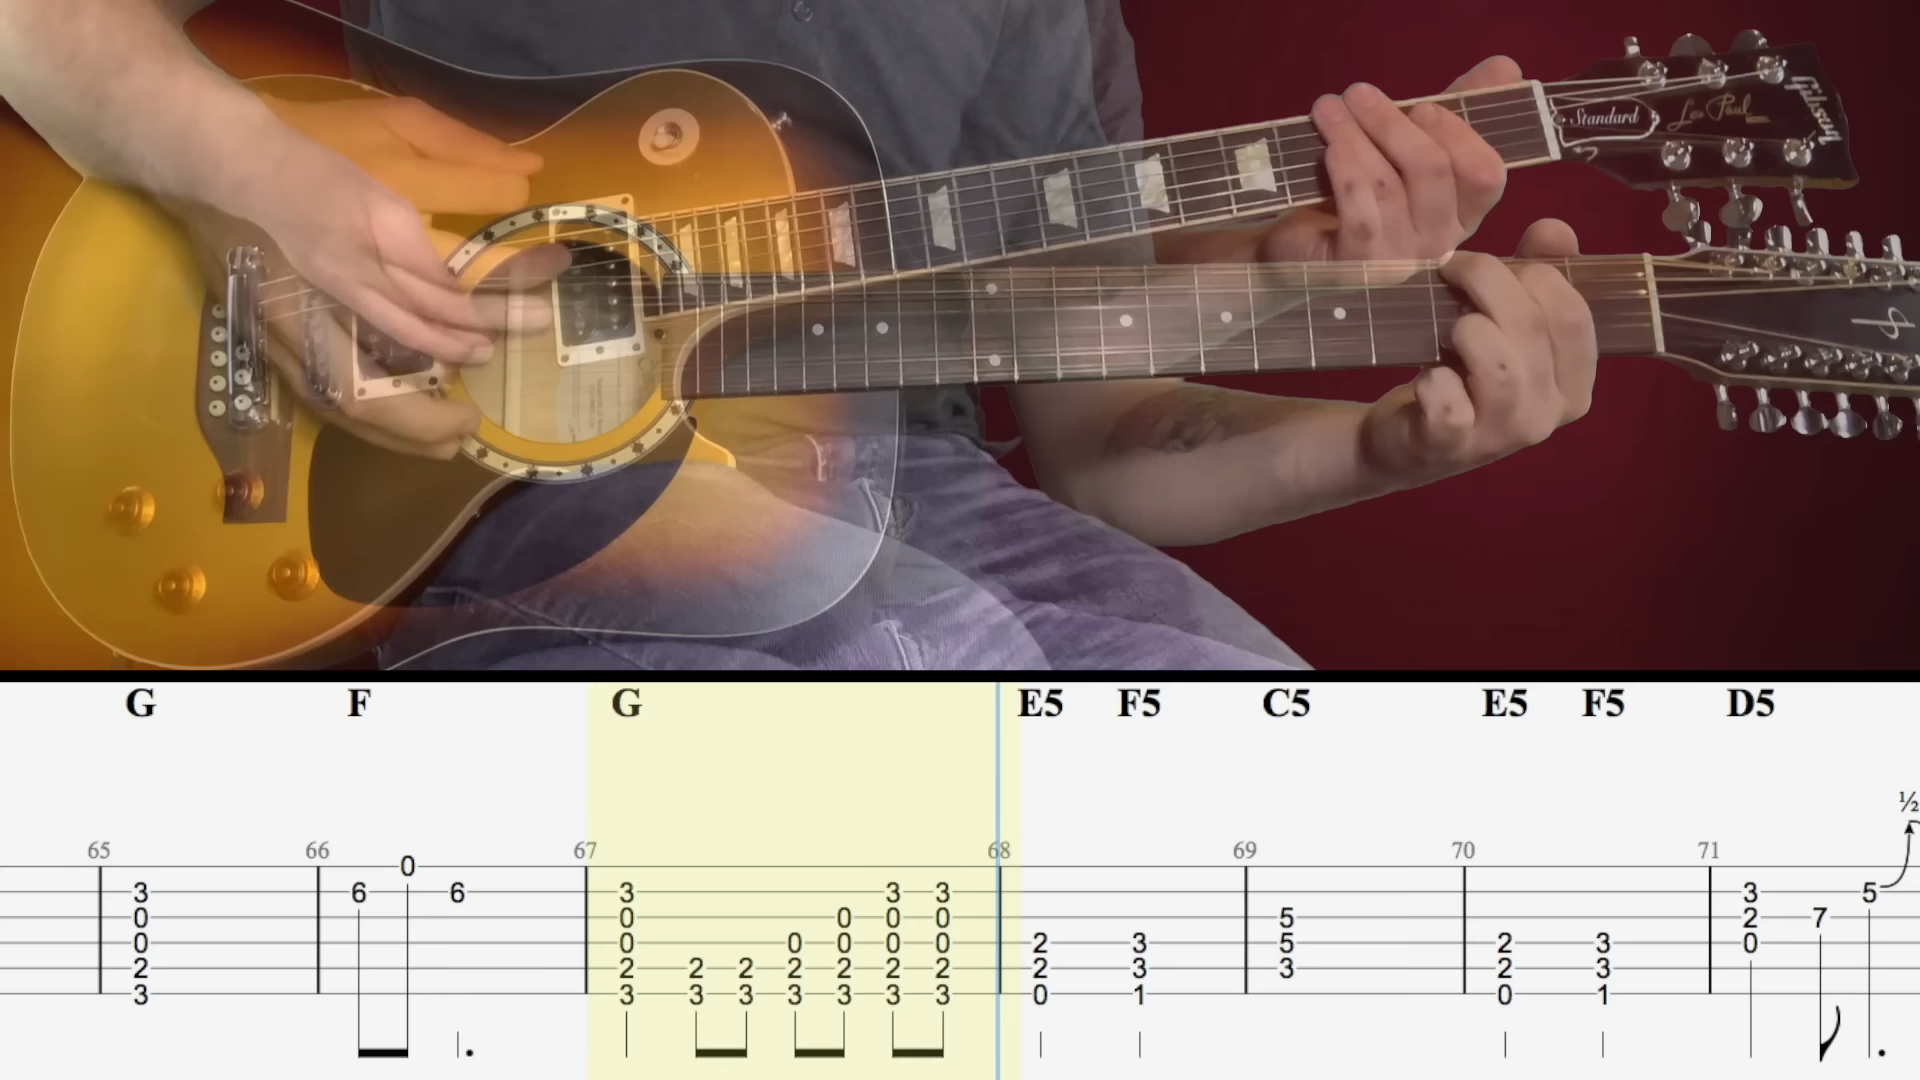 Standard
Les Paul
Gibson
G F G E5 F5 C5 E5 F5 D5
½
65 66 67 68 69 70 71
0
3 6 6 3 3 3 3 5
0 0 0 0 0 5 2 7
0 0 0 0 0 0 2 3 5 2 3 0
2 2 2 2 2 2 2 2 2 3 3 2 3
3 3 3 3 3 3 3 3 0 1 0 1